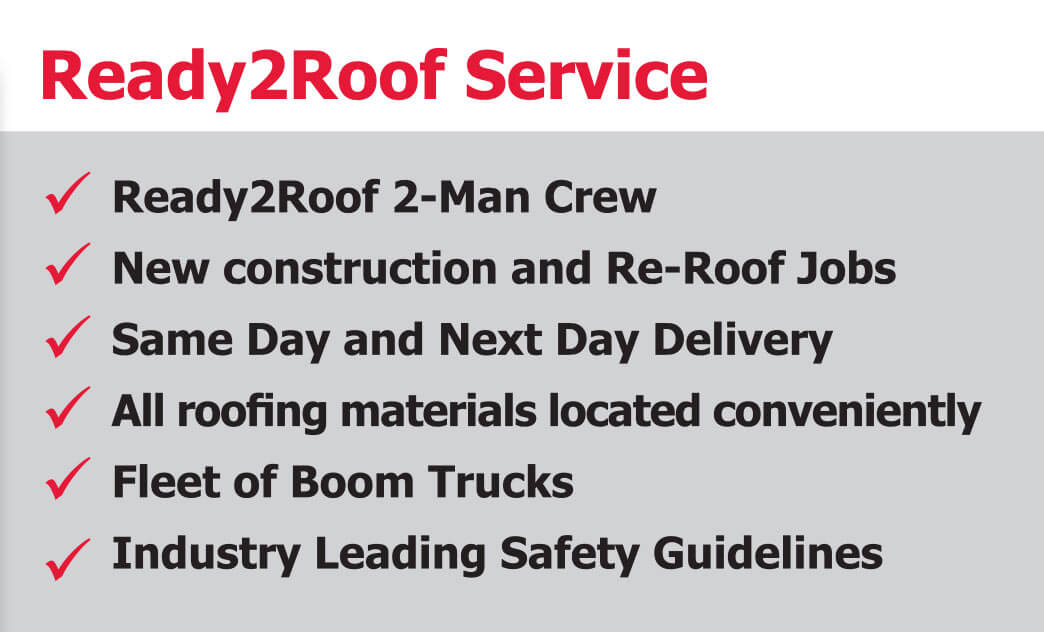 Ready2Roof Service
Ready2Roof 2-Man Crew
New construction and Re-Roof Jobs
Same Day and Next Day Delivery
All roofing materials located conveniently
Fleet of Boom Trucks
Industry Leading Safety Guidelines